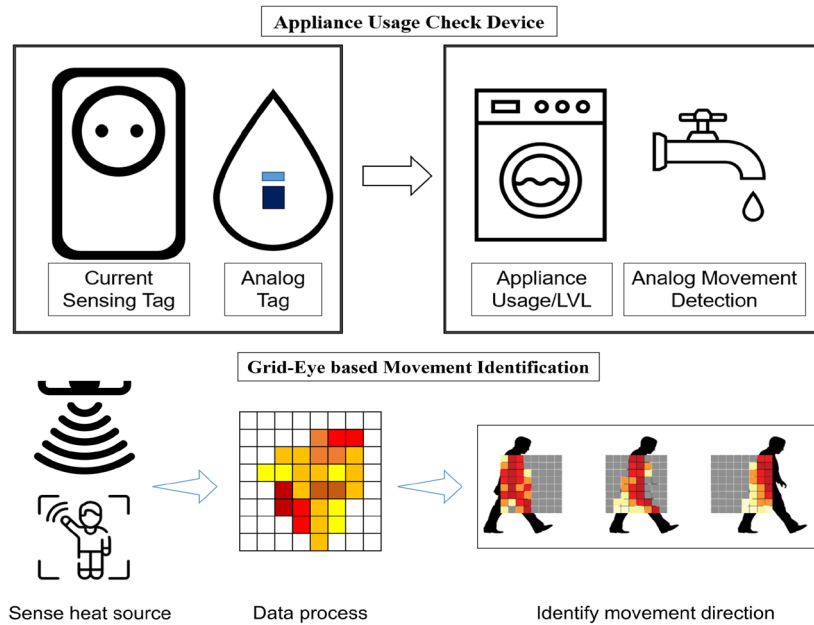 Appliance Usage Check Device
Current
Sensing Tag
Analog
Tag
Appliance
Usage/LVL
Analog Movement
Detection
Grid-Eye based Movement Identification
Sense heat source
Data process
Identify movement direction